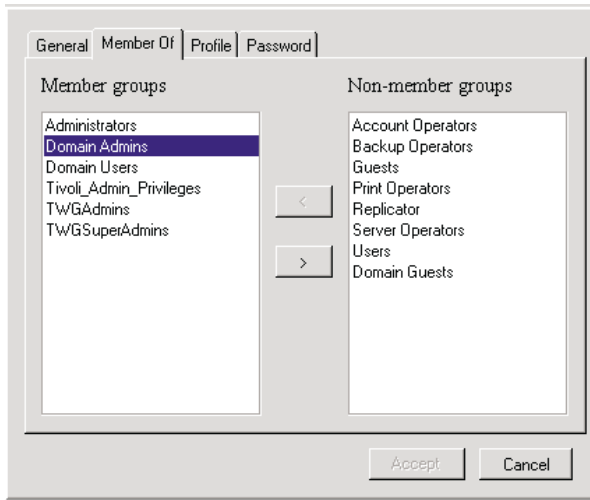 General Member Of Profile Password
Member groups
Non-member groups
Administrators
Domain Admins
Domain Users
Tivoli_Admin_Privileges
TWGAdmins
TWGSuperAdmins
<
>
Account Operators
Backup Operators
Guests
Print Operators
Replicator
Server Operators
Users
Domain Guests
Accept Cancel